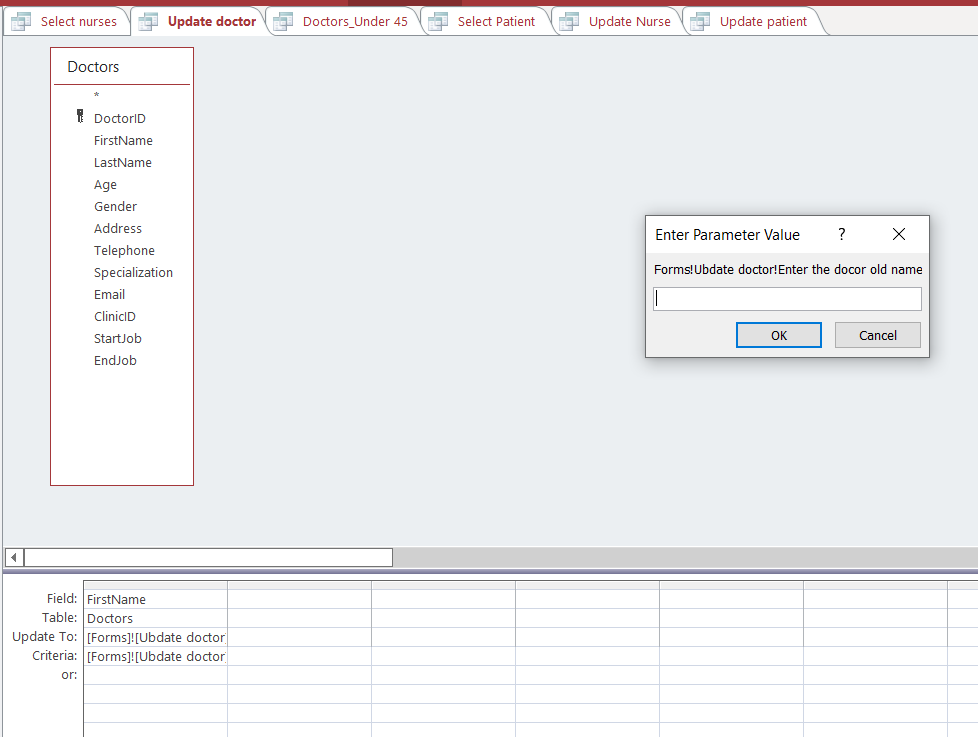 Select nurses
Update doctor
Doctors_Under 45
Select Patient
Update Nurse
Update patient
Doctors
*
DoctorID
FirstName
LastName
Age
Gender
Address
Telephone
Specialization
Email
ClinicID
StartJob
EndJob
Enter Parameter Value ?
Forms!Ubdate doctor!Enter the docor old name
OK
Cancel
Field: FirstName
Table: Doctors
Update To: [Forms]![Ubdate doctor]
Criteria: [Forms]![Ubdate doctor]
or: